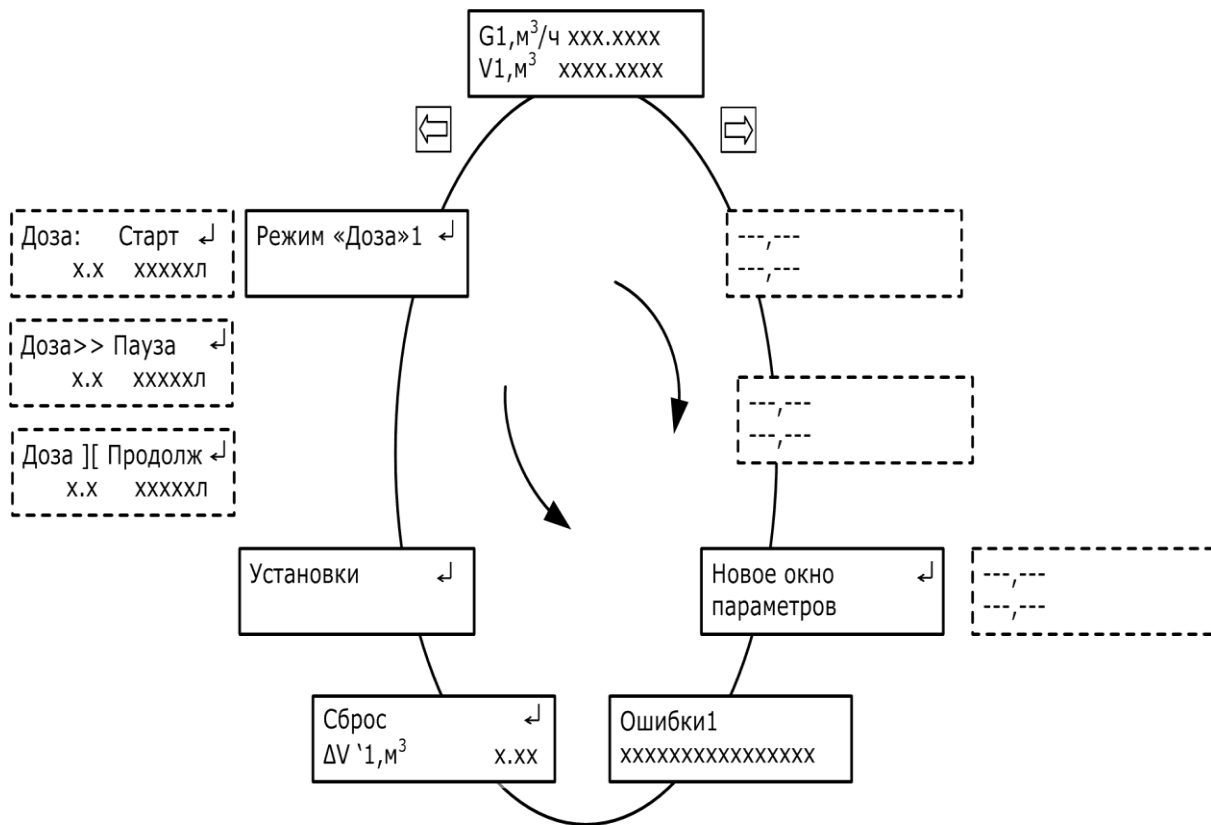 G1,м³/ч xxx.xxxx
V1,м³ xxxx.xxxx
Доза: Старт ↲
x.x xxxxxл
Режим «Доза»1 ↲
---,---
---,---
Доза>> Пауза ↲
x.x xxxxxл
---,---
---,---
Доза ][ Продолж ↲
x.x xxxxxл
Установки ↲
Новое окно ↲
параметров
---,---
---,---
Сброс ↲
ΔV ‘1,м³ x.xx
Ошибки1
xxxxxxxxxxxxxxxx